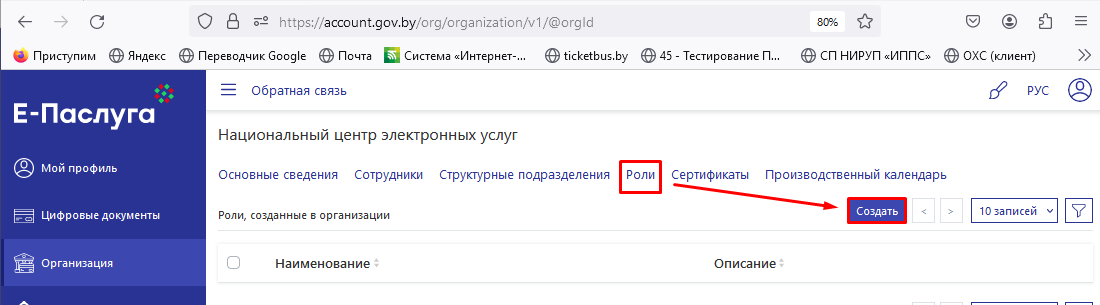 https://account.gov.by/org/organization/v1/@orgId 80%
Приступим Яндекс Переводчик Google Почта Система «Интернет-... ticketbus.by 45 - Тестирование П... СП НИРУП «ИППС» ОХС (клиент)
Е-Паслуга
Обратная связь РУС
Национальный центр электронных услуг
Мой профиль
Основные сведения Сотрудники Структурные подразделения Роли Сертификаты Производственный календарь
Цифровые документы
Роли, созданные в организации Создать < > 10 записей
Организация
Наименование Описание